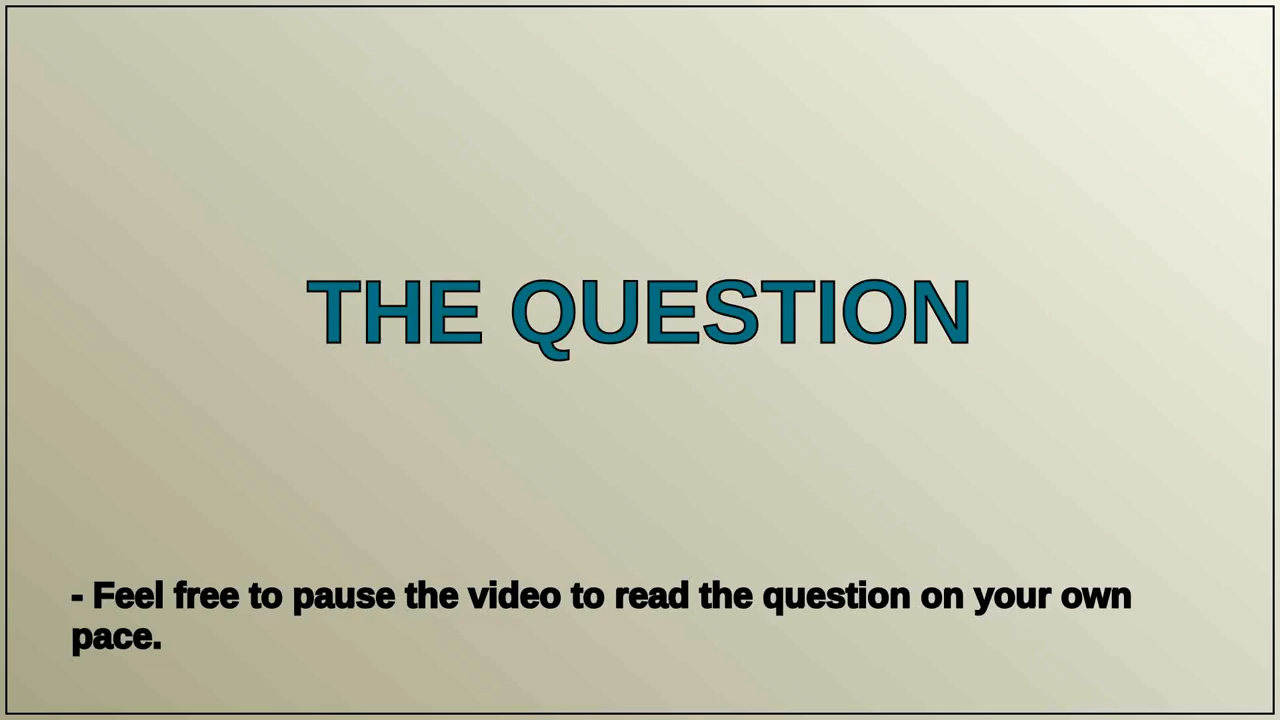 THE QUESTION
- Feel free to pause the video to read the question on your own
pace.